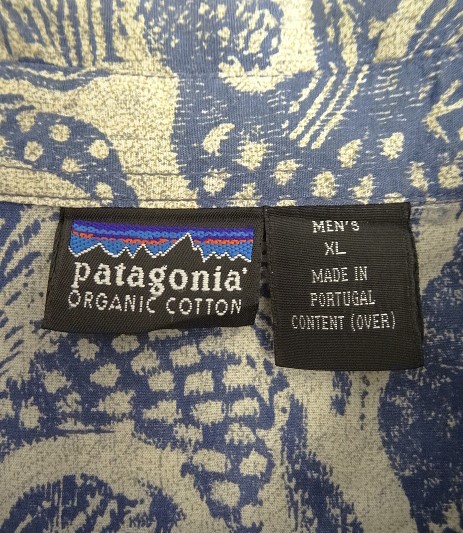 patagonia®
ORGANIC COTTON
MEN'S
XL
MADE IN
PORTUGAL
CONTENT (OVER)